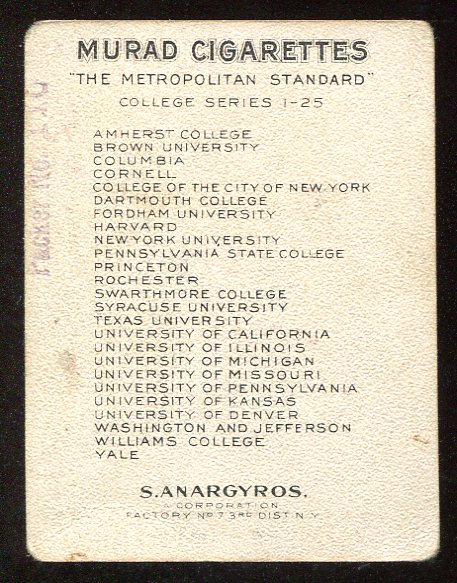 MURAD CIGARETTES
"THE METROPOLITAN STANDARD"
COLLEGE SERIES 1-25
AMHERST COLLEGE
BROWN UNIVERSITY
COLUMBIA
CORNELL
COLLEGE OF THE CITY OF NEW YORK
DARTMOUTH COLLEGE
FORDHAM UNIVERSITY
HARVARD
NEW YORK UNIVERSITY
PENNSYLVANIA STATE COLLEGE
PRINCETON
ROCHESTER
SWARTHMORE COLLEGE
SYRACUSE UNIVERSITY
TEXAS UNIVERSITY
UNIVERSITY OF CALIFORNIA
UNIVERSITY OF ILLINOIS
UNIVERSITY OF MICHIGAN
UNIVERSITY OF MISSOURI
UNIVERSITY OF PENNSYLVANIA
UNIVERSITY OF KANSAS
UNIVERSITY OF DENVER
WASHINGTON AND JEFFERSON
WILLIAMS COLLEGE
YALE
S. ANARGYROS.
A CORPORATION
FACTORY Nº 7 3RD DIST. N.Y.
Packer No.